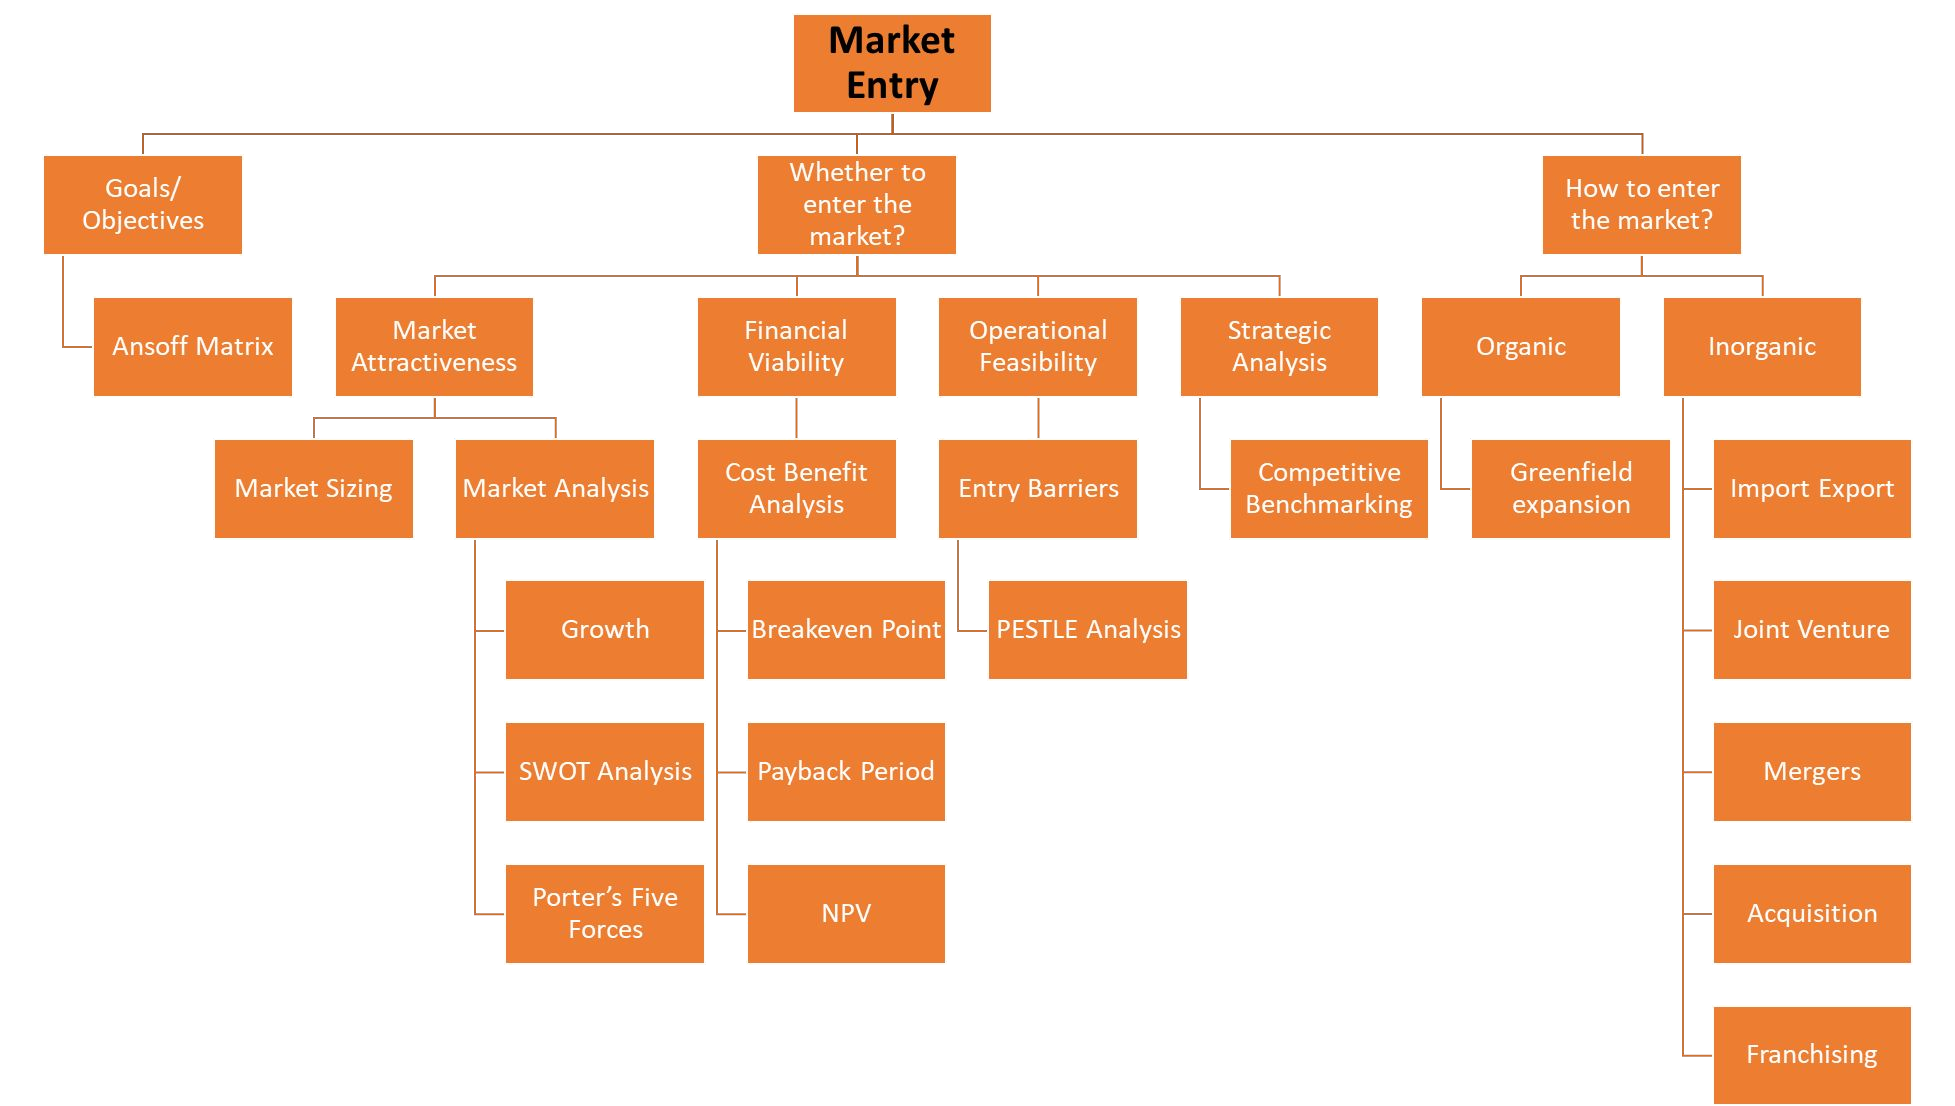 Market
Entry
Goals/
Objectives
Whether to
enter the
market?
How to enter
the market?
Ansoff Matrix
Market
Attractiveness
Financial
Viability
Operational
Feasibility
Strategic
Analysis
Organic
Inorganic
Market Sizing
Market Analysis
Cost Benefit
Analysis
Entry Barriers
Competitive
Benchmarking
Greenfield
expansion
Import Export
Growth
Breakeven Point
PESTLE Analysis
Joint Venture
SWOT Analysis
Payback Period
Mergers
Porter’s Five
Forces
NPV
Acquisition
Franchising